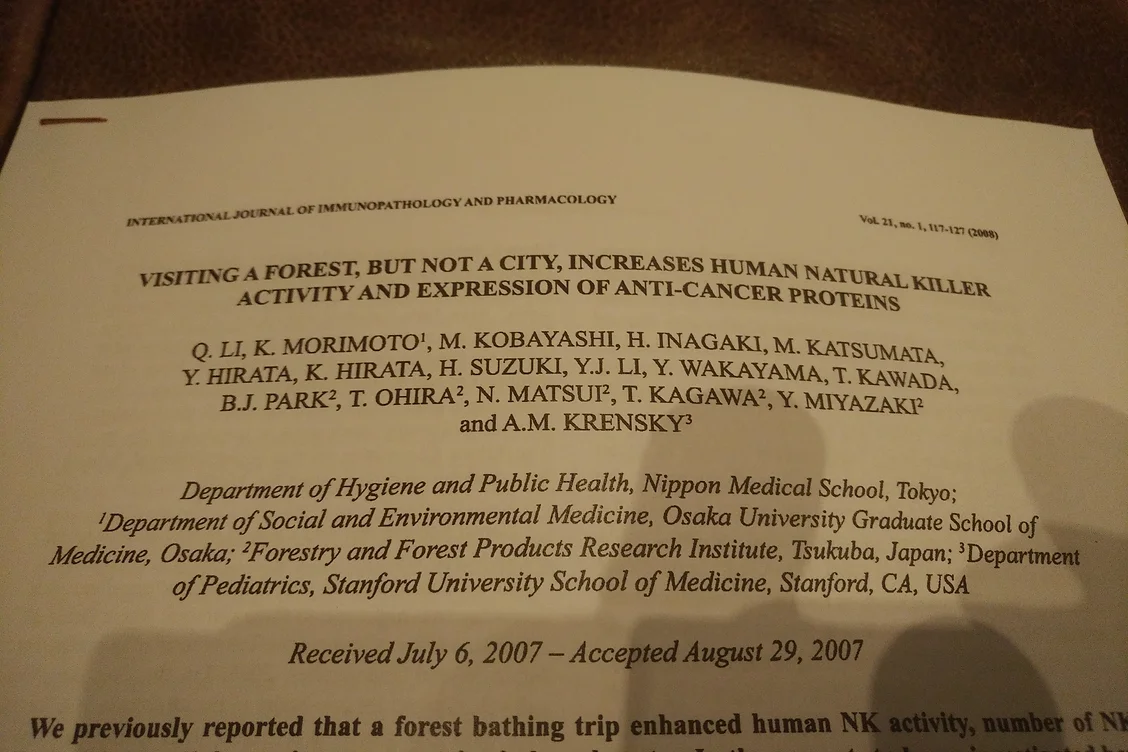 INTERNATIONAL JOURNAL OF IMMUNOPATHOLOGY AND PHARMACOLOGY
Vol. 21, no. 1, 117-127 (2008)
VISITING A FOREST, BUT NOT A CITY, INCREASES HUMAN NATURAL KILLER
ACTIVITY AND EXPRESSION OF ANTI-CANCER PROTEINS
Q. LI, K. MORIMOTO¹, M. KOBAYASHI, H. INAGAKI, M. KATSUMATA,
Y. HIRATA, K. HIRATA, H. SUZUKI, Y.J. LI, Y. WAKAYAMA, T. KAWADA,
B.J. PARK², T. OHIRA², N. MATSUI², T. KAGAWA², Y. MIYAZAKI²
and A.M. KRENSKY³
Department of Hygiene and Public Health, Nippon Medical School, Tokyo;
¹Department of Social and Environmental Medicine, Osaka University Graduate School of
Medicine, Osaka; ²Forestry and Forest Products Research Institute, Tsukuba, Japan; ³Department
of Pediatrics, Stanford University School of Medicine, Stanford, CA, USA
Received July 6, 2007 – Accepted August 29, 2007
We previously reported that a forest bathing trip enhanced human NK activity, number of NK